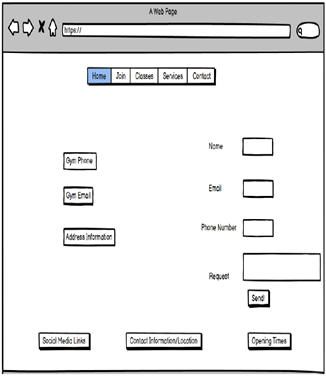 A Web Page
https://
Home Join Classes Services Contact
Name
Gym Phone
Email
Gym Email
Phone Number
Address Information
Request
Send!
Social Media Links Contact Information/Location Opening Times